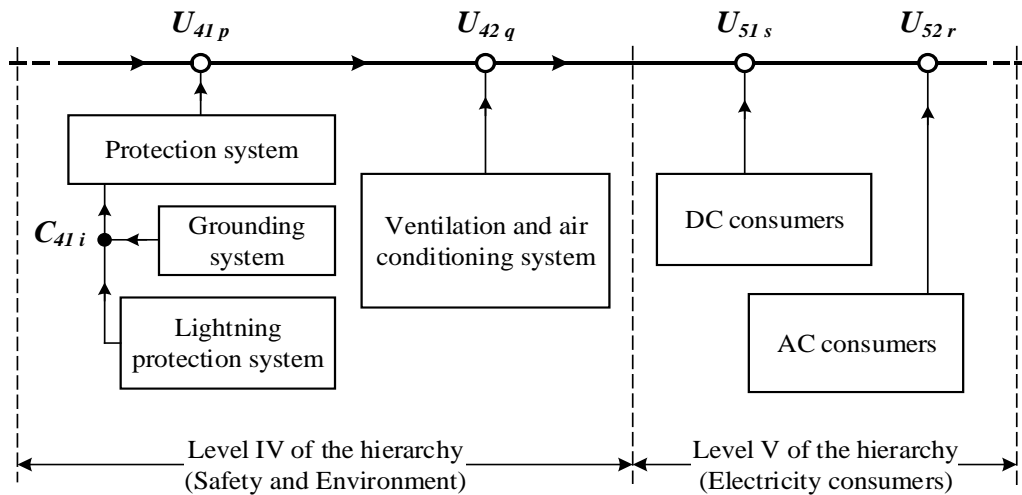 U41 p
U42 q
U51 s
U52 r
Protection system
C41 i
Grounding
system
Lightning
protection system
Ventilation and air
conditioning system
DC consumers
AC consumers
Level IV of the hierarchy
(Safety and Environment)
Level V of the hierarchy
(Electricity consumers)